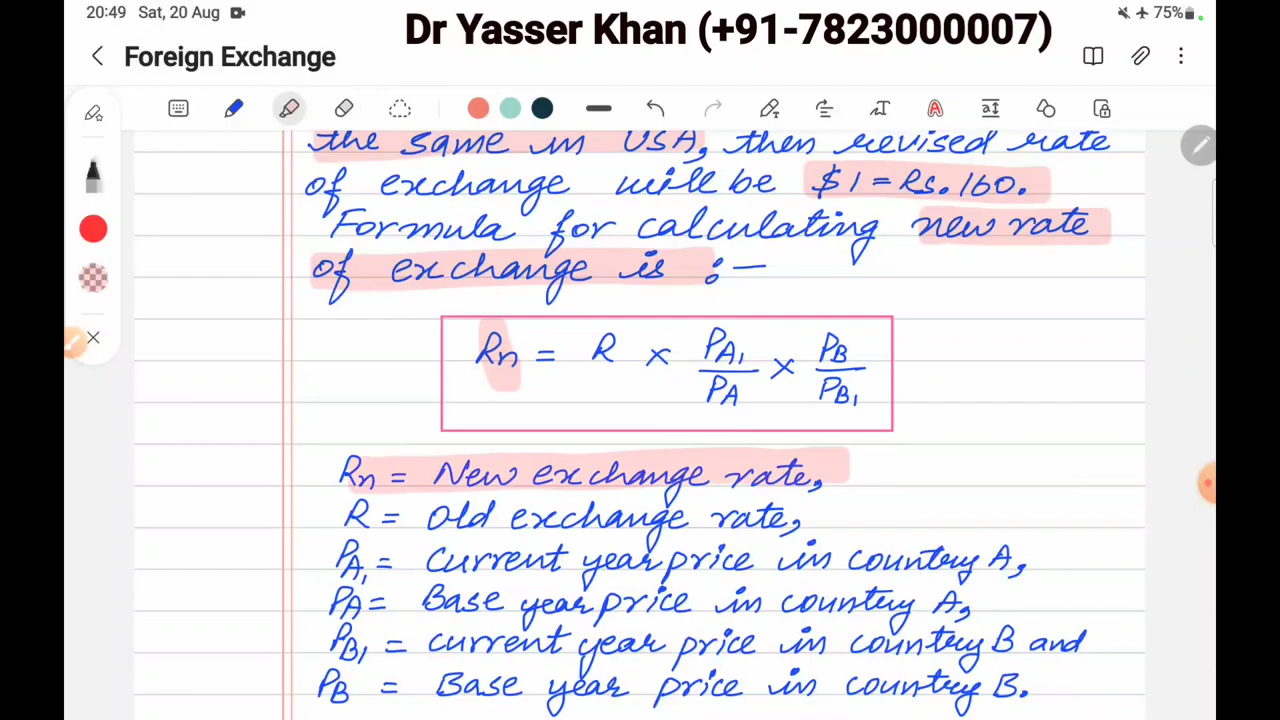 20:49 Sat, 20 Aug
75%
Dr Yasser Khan (+91-7823000007)
Foreign Exchange
the same in USA, then revised rate
of exchange will be $1 = Rs. 160.
Formula for calculating new rate
of exchange is :-
Rn = R × PA1/PA × PB/PB1
Rn = New exchange rate,
R = Old exchange rate,
PA1 = Current year price in country A,
PA = Base year price in country A,
PB1 = current year price in country B and
PB = Base year price in country B.